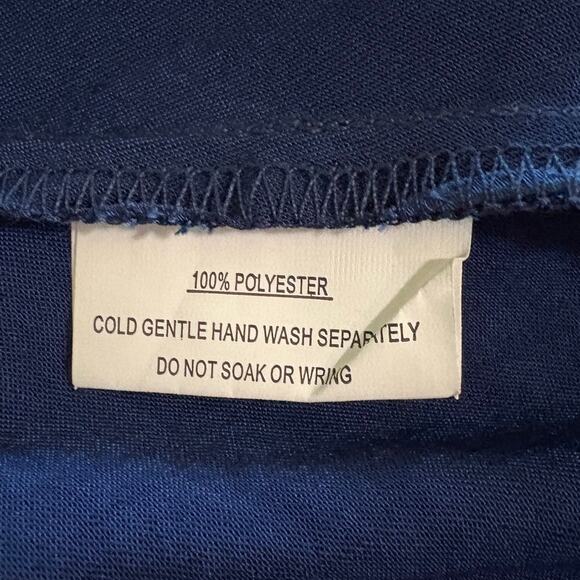 100% POLYESTER
COLD GENTLE HAND WASH SEPARATELY
DO NOT SOAK OR WRING